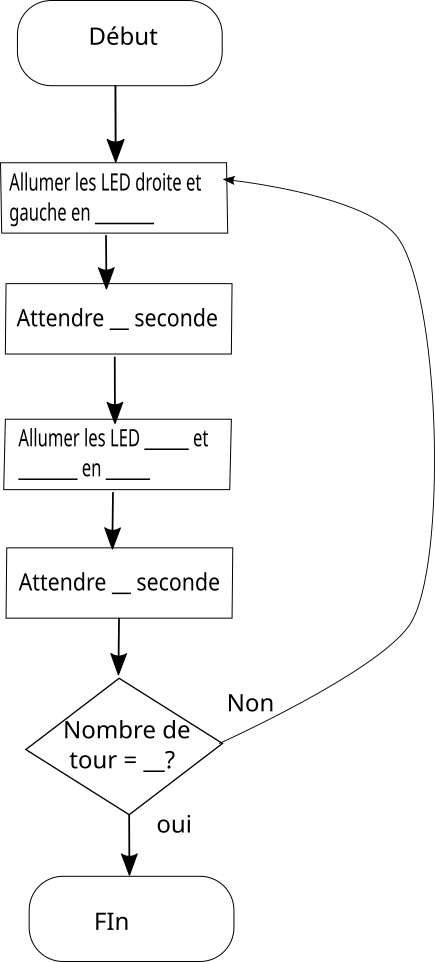 Début
Allumer les LED droite et
gauche en ______
Attendre __ seconde
Allumer les LED _____ et
______ en _____
Attendre __ seconde
Nombre de
tour = __?
Non
oui
FIn